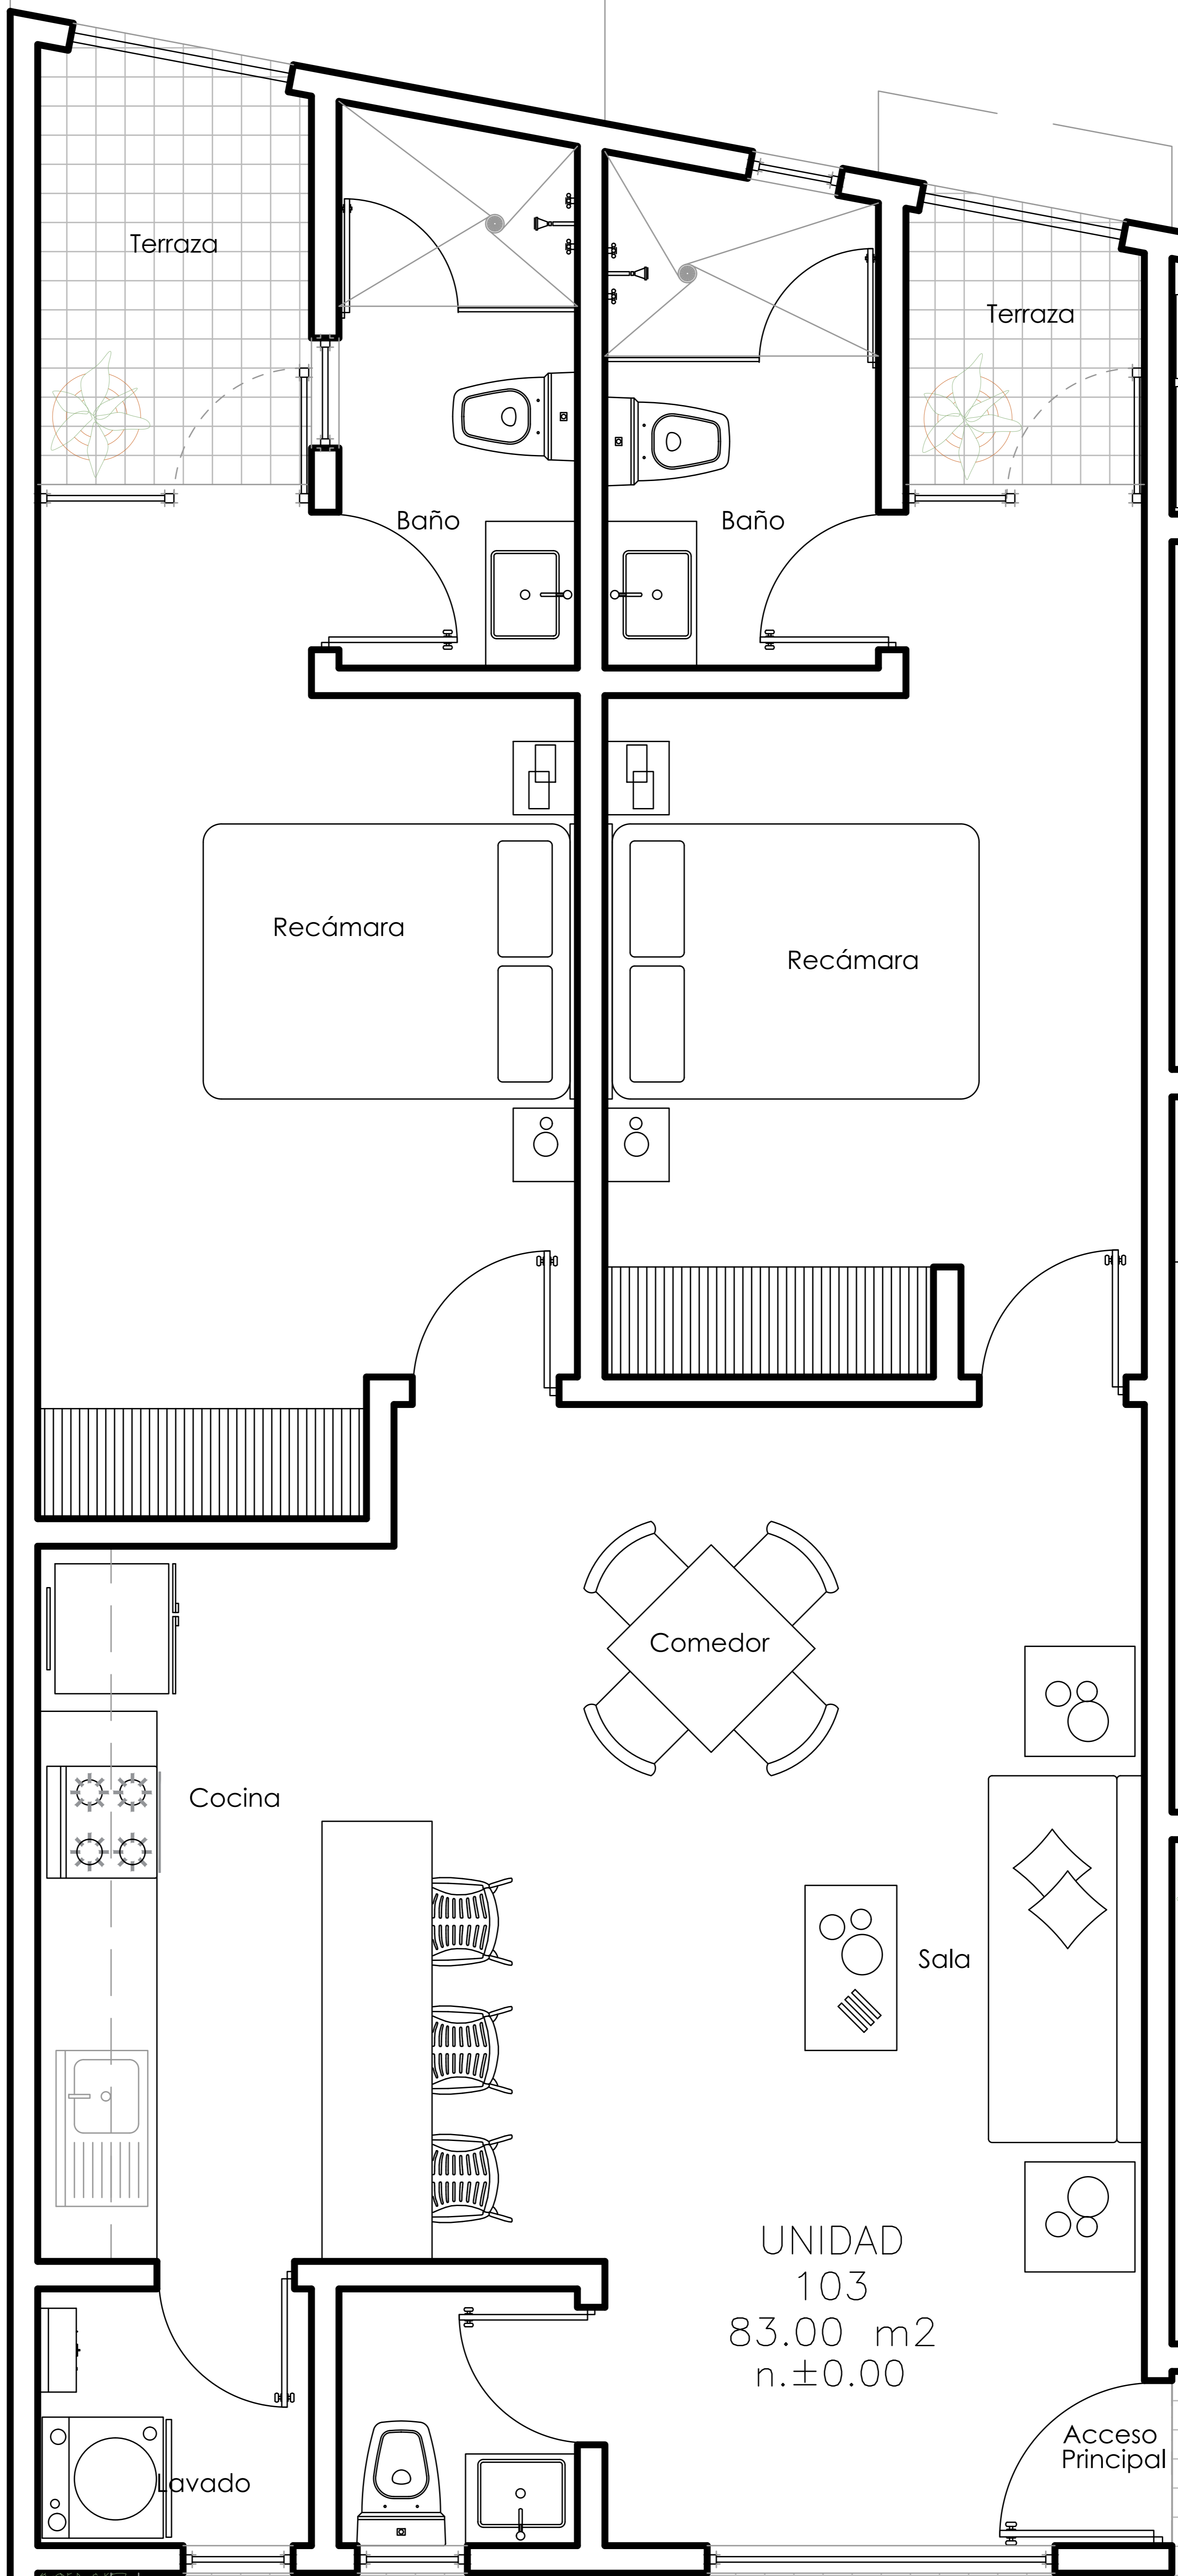 Terraza
Terraza
Baño
Baño
Recámara
Recámara
Comedor
Cocina
Sala
UNIDAD
103
83.00 m2
n.±0.00
Acceso
Principal
Lavado